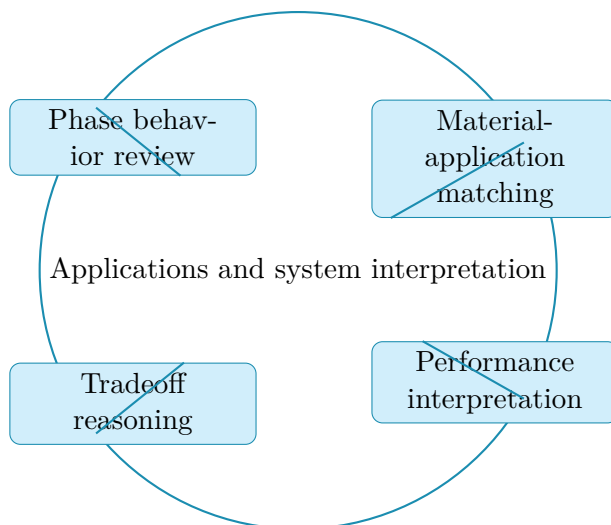 Phase behav-
ior review
Material-
application
matching
Applications and system interpretation
Tradeoff
reasoning
Performance
interpretation